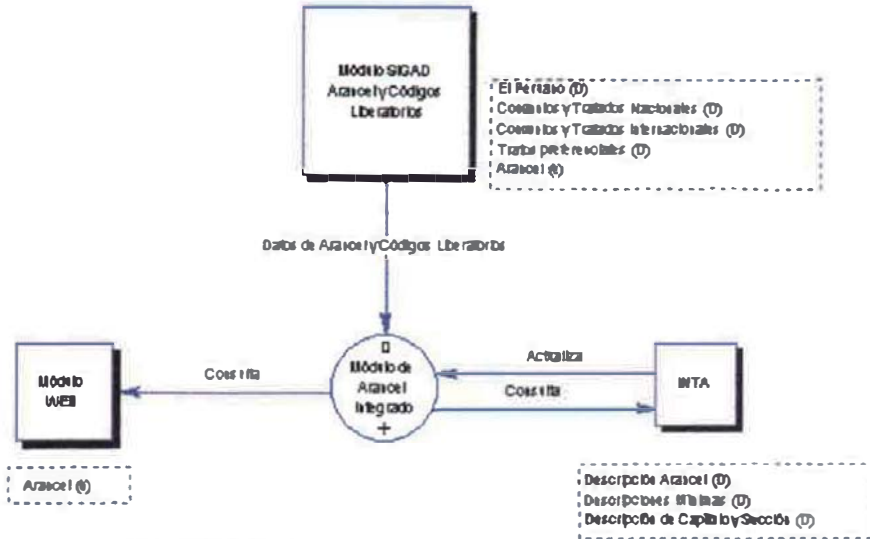 Módulo SIGAD
Arancel y Códigos
Liberatorios
El Peruano (D)
Convenios y Tratados Nacionales (D)
Convenios y Tratados Internacionales (D)
Tratos preferenciales (D)
Arancel
Datos de Arancel y Códigos Liberatorios
0
Módulo de
Arancel
Integrado
+
Módulo
WEB
Consulta
Actualiza
Consulta
INTA
Arancel
Descripción Arancel (D)
Descripciones Mínimas (D)
Descripción de Capítulo y Sección (D)